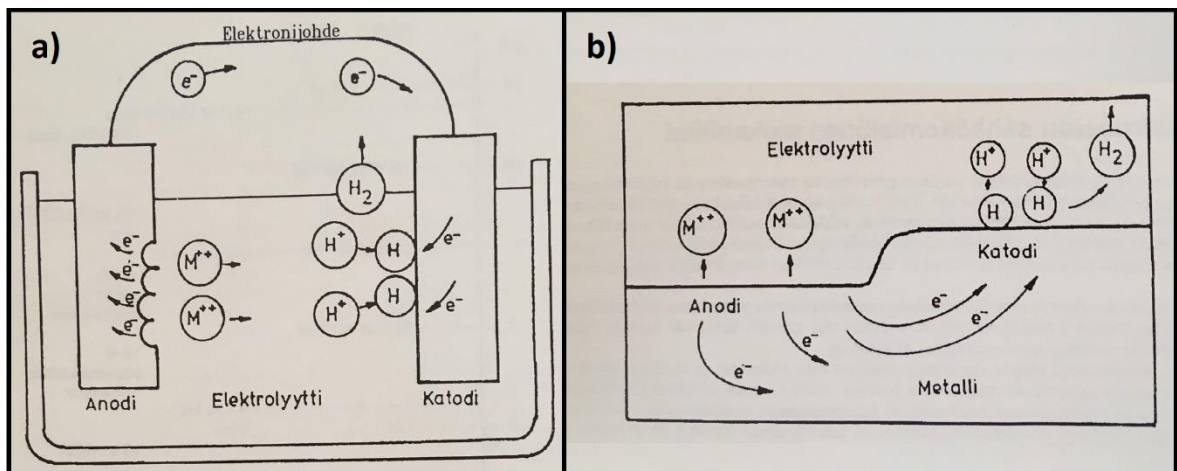 a)
Elektronijohde
e⁻
e⁻
H₂
e⁻
e⁻
e⁻
e⁻
M⁺⁺
M⁺⁺
H⁺
H
H⁺
H
e⁻
e⁻
Anodi
Elektrolyytti
Katodi
b)
Elektrolyytti
H⁺
H⁺
H₂
M⁺⁺
M⁺⁺
H
H
Katodi
Anodi
e⁻
e⁻
e⁻
e⁻
Metalli